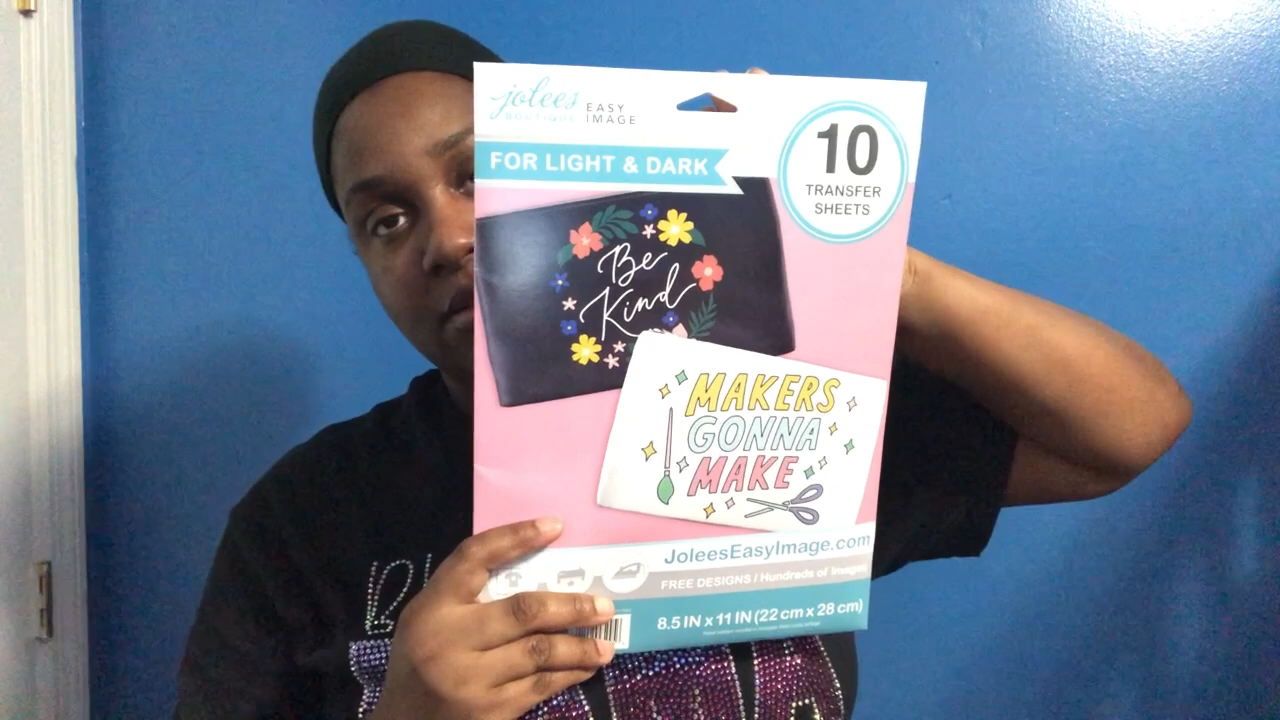 jolees
BOUTIQUE
EASY
IMAGE
FOR LIGHT & DARK
10
TRANSFER
SHEETS
Be
Kind
MAKERS
GONNA
MAKE
JoleesEasyImage.com
FREE DESIGNS / Hundreds of Images
8.5 IN x 11 IN (22 cm x 28 cm)